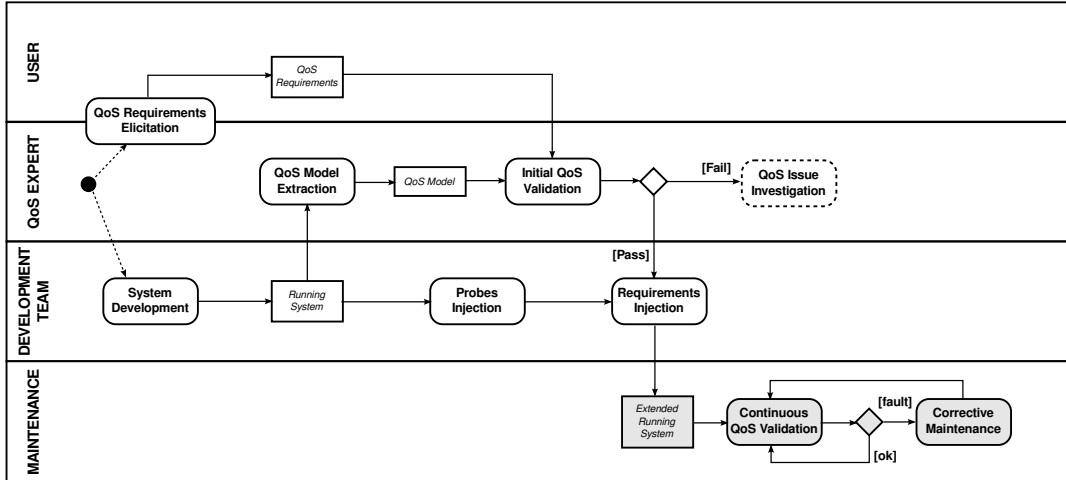 USER
QoS
Requirements
QoS Requirements
Elicitation
QoS EXPERT
QoS Model
Extraction
QoS Model
Initial QoS
Validation
[Fail]
QoS Issue
Investigation
[Pass]
DEVELOPMENT
TEAM
System
Development
Running
System
Probes
Injection
Requirements
Injection
MAINTENANCE
Extended
Running
System
Continuous
QoS Validation
[fault]
[ok]
Corrective
Maintenance